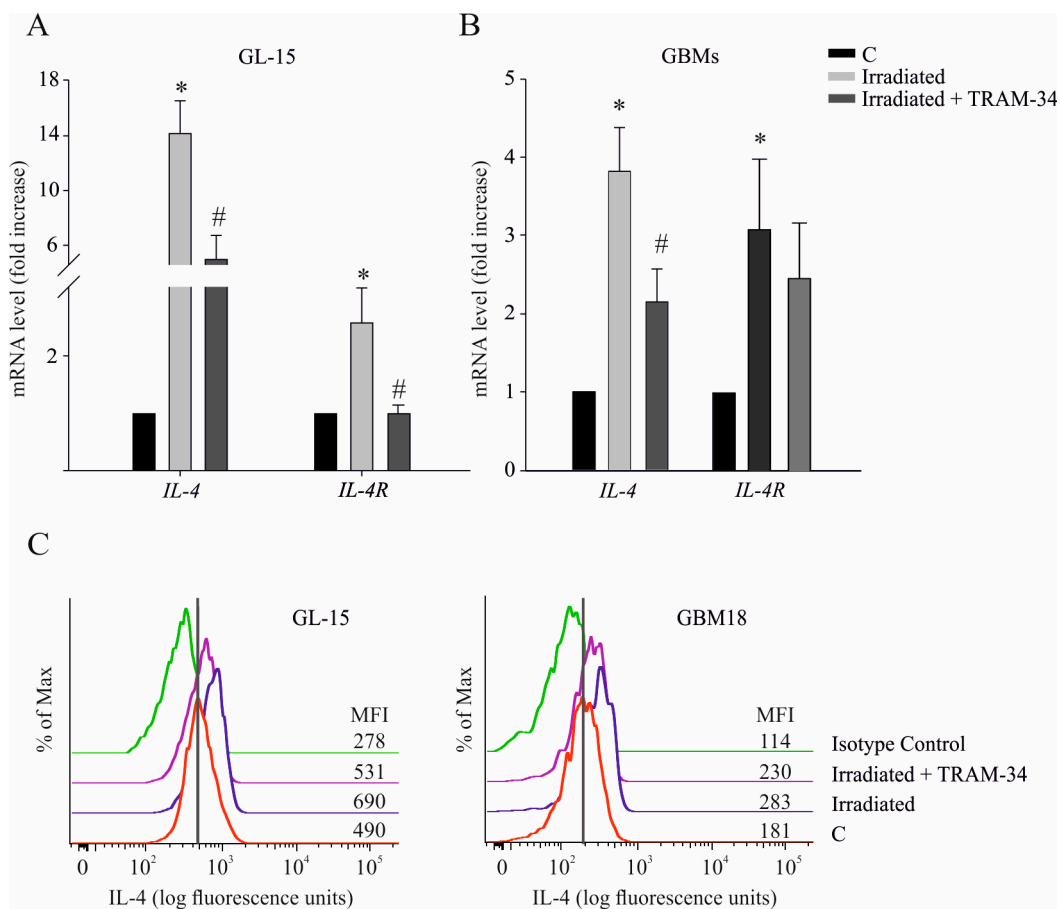 A
GL-15
mRNA level (fold increase)
18
14
10
6
2
*
#
*
#
IL-4
IL-4R
B
GBMs
C
Irradiated
Irradiated + TRAM-34
mRNA level (fold increase)
5
4
3
2
1
0
*
#
*
IL-4
IL-4R
C
GL-15
% of Max
MFI
278
531
690
490
0 10² 10³ 10⁴ 10⁵
IL-4 (log fluorescence units)
GBM18
% of Max
MFI
114 Isotype Control
230 Irradiated + TRAM-34
283 Irradiated
181 C
0 10² 10³ 10⁴ 10⁵
IL-4 (log fluorescence units)